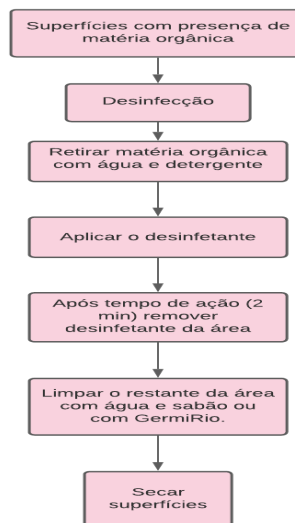 Superfícies com presença de
matéria orgânica
Desinfecção
Retirar matéria orgânica
com água e detergente
Aplicar o desinfetante
Após tempo de ação (2
min) remover
desinfetante da área
Limpar o restante da área
com água e sabão ou
com GermiRio.
Secar
superfícies